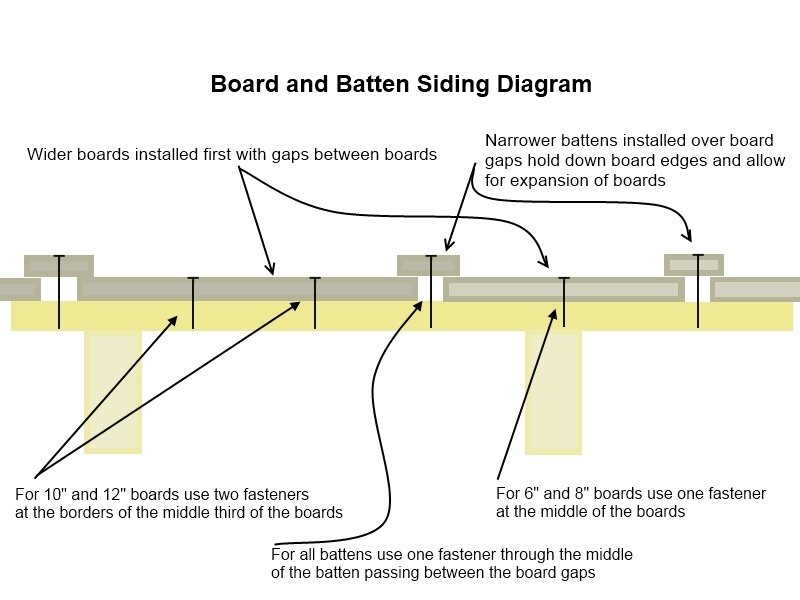 Board and Batten Siding Diagram
Wider boards installed first with gaps between boards
Narrower battens installed over board
gaps hold down board edges and allow
for expansion of boards
For 10" and 12" boards use two fasteners
at the borders of the middle third of the boards
For 6" and 8" boards use one fastener
at the middle of the boards
For all battens use one fastener through the middle
of the batten passing between the board gaps